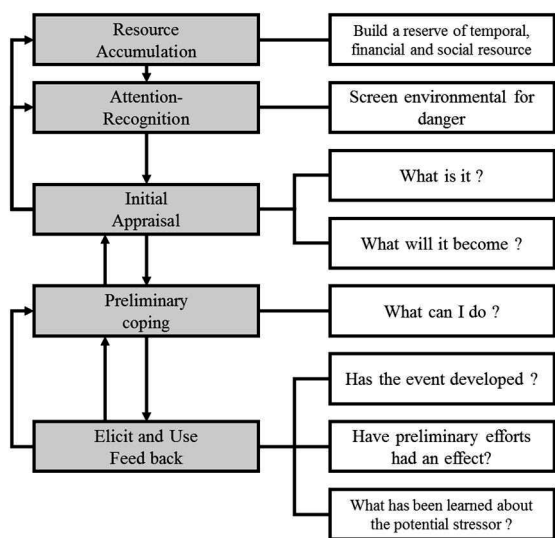 Resource
Accumulation
Build a reserve of temporal,
financial and social resource
Attention-
Recognition
Screen environmental for
danger
Initial
Appraisal
What is it ?
What will it become ?
Preliminary
coping
What can I do ?
Elicit and Use
Feed back
Has the event developed ?
Have preliminary efforts
had an effect?
What has been learned about
the potential stressor ?